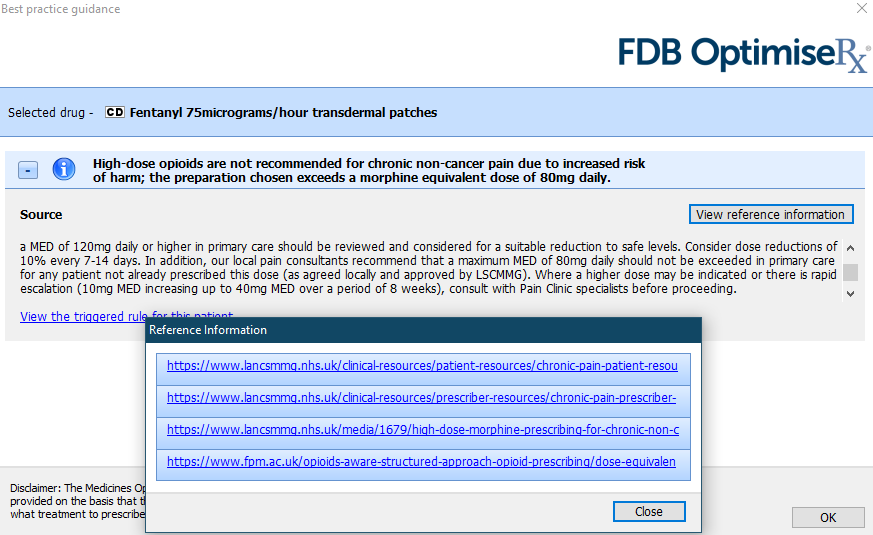 Best practice guidance
FDB OptimiseRx®
Selected drug - CD Fentanyl 75micrograms/hour transdermal patches
- i High-dose opioids are not recommended for chronic non-cancer pain due to increased risk
of harm; the preparation chosen exceeds a morphine equivalent dose of 80mg daily.
Source
View reference information
a MED of 120mg daily or higher in primary care should be reviewed and considered for a suitable reduction to safe levels. Consider dose reductions of
10% every 7-14 days. In addition, our local pain consultants recommend that a maximum MED of 80mg daily should not be exceeded in primary care
for any patient not already prescribed this dose (as agreed locally and approved by LSCMMG). Where a higher dose may be indicated or there is rapid
escalation (10mg MED increasing up to 40mg MED over a period of 8 weeks), consult with Pain Clinic specialists before proceeding.
View the triggered rule for this patient
Reference Information
https://www.lancsmmg.nhs.uk/clinical-resources/patient-resources/chronic-pain-patient-resou
https://www.lancsmmg.nhs.uk/clinical-resources/prescriber-resources/chronic-pain-prescriber-
https://www.lancsmmg.nhs.uk/media/1679/high-dose-morphine-prescribing-for-chronic-non-c
https://www.fpm.ac.uk/opioids-aware-structured-approach-opioid-prescribing/dose-equivalen
Close
Disclaimer: The Medicines Op
provided on the basis that th
what treatment to prescribe
OK